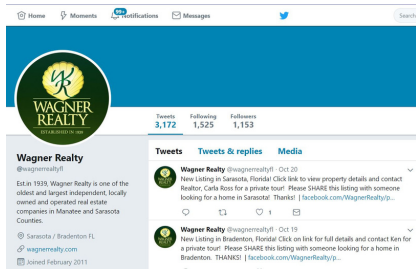 Home Moments 99+ Notifications Messages Search
WR
WAGNER
REALTY
ESTABLISHED IN 1939
Tweets Following Followers
3,172 1,525 1,153
Wagner Realty
@wagnerrealtyfl
Est.in 1939, Wagner Realty is one of the
oldest and largest independent, locally
owned and operated real estate
companies in Manatee and Sarasota
Counties.
Sarasota / Bradenton FL
wagnerrealty.com
Joined February 2011
Tweets Tweets & replies Media
Wagner Realty @wagnerrealtyfl · Oct 20
New Listing in Sarasota, Florida! Click link to view property details and contact
Realtor, Carla Ross for a private tour! Please SHARE this listing with someone
looking for a home in Sarasota! Thanks! | facebook.com/WagnerRealty/p...
1
Wagner Realty @wagnerrealtyfl · Oct 19
New Listing in Bradenton, Florida! Click on link for full details and contact Ken for
a private tour! Please SHARE this listing with someone looking for a home in
Bradenton. THANKS! | facebook.com/WagnerRealty/p...